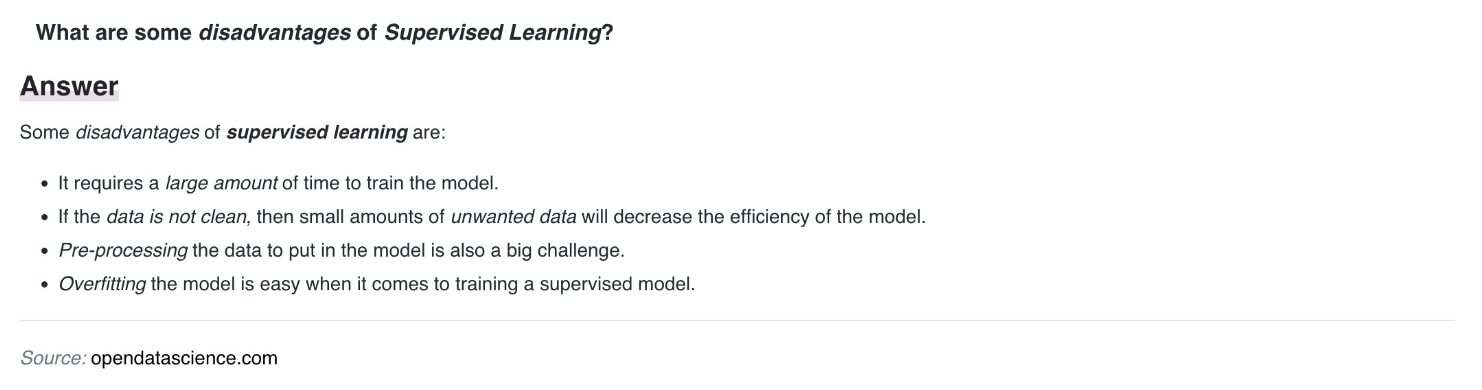 What are some disadvantages of Supervised Learning?
Answer
Some disadvantages of supervised learning are:
• It requires a large amount of time to train the model.
• If the data is not clean, then small amounts of unwanted data will decrease the efficiency of the model.
• Pre-processing the data to put in the model is also a big challenge.
• Overfitting the model is easy when it comes to training a supervised model.
Source: opendatascience.com